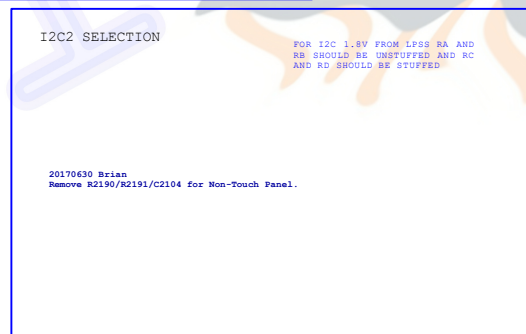 I2C2 SELECTION
FOR I2C 1.8V FROM LPSS RA AND
RB SHOULD BE UNSTUFFED AND RC
AND RD SHOULD BE STUFFED
20170630 Brian
Remove R2190/R2191/C2104 for Non-Touch Panel.